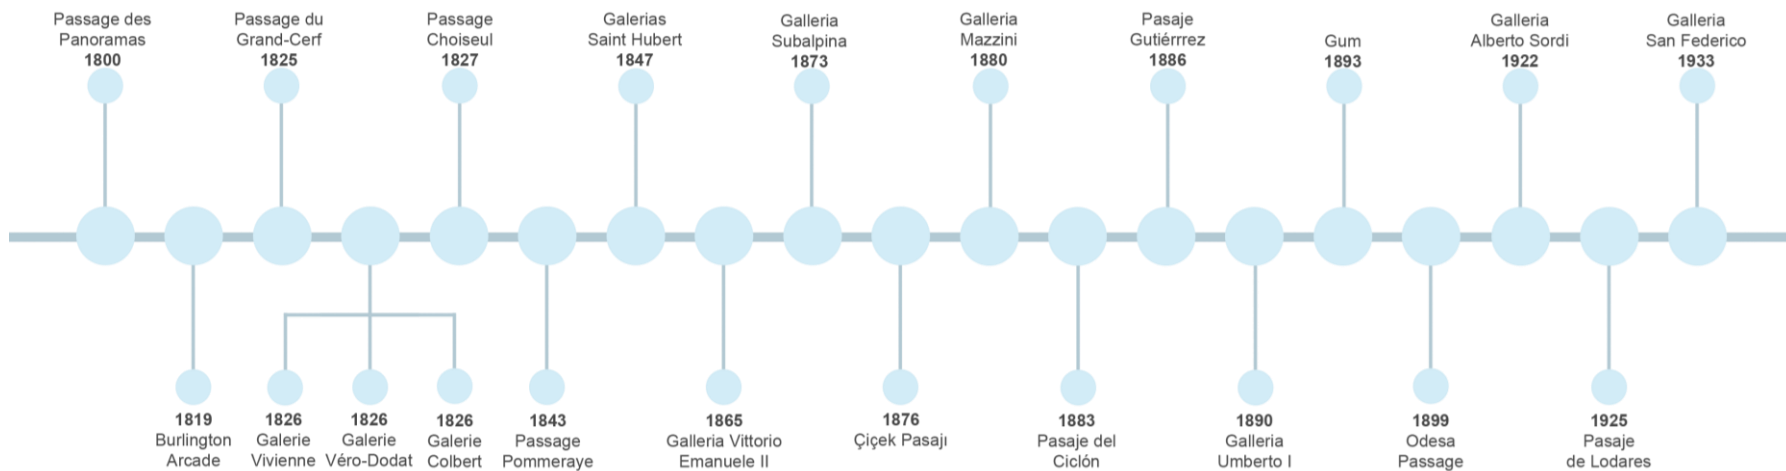 Passage des
Panoramas
1800
Passage du
Grand-Cerf
1825
Passage
Choiseul
1827
Galerias
Saint Hubert
1847
Galleria
Subalpina
1873
Galleria
Mazzini
1880
Pasaje
Gutiérrrez
1886
Gum
1893
Galleria
Alberto Sordi
1922
Galleria
San Federico
1933
1819
Burlington
Arcade
1826
Galerie
Vivienne
1826
Galerie
Véro-Dodat
1826
Galerie
Colbert
1843
Passage
Pommeraye
1865
Galleria Vittorio
Emanuele II
1876
Çiçek Pasajı
1883
Pasaje del
Ciclón
1890
Galleria
Umberto I
1899
Odesa
Passage
1925
Pasaje
de Lodares